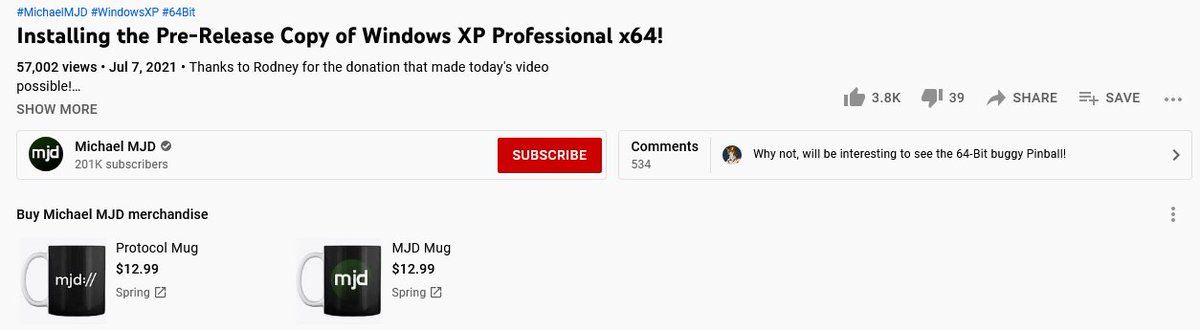 #MichaelMJD #WindowsXP #64Bit
Installing the Pre-Release Copy of Windows XP Professional x64!
57,002 views • Jul 7, 2021 • Thanks to Rodney for the donation that made today's video
possible!…
SHOW MORE
3.8K 39 SHARE SAVE
mjd
Michael MJD
201K subscribers
SUBSCRIBE
Comments
534
Why not, will be interesting to see the 64-Bit buggy Pinball!
Buy Michael MJD merchandise
mjd://
Protocol Mug
$12.99
Spring
mjd
MJD Mug
$12.99
Spring